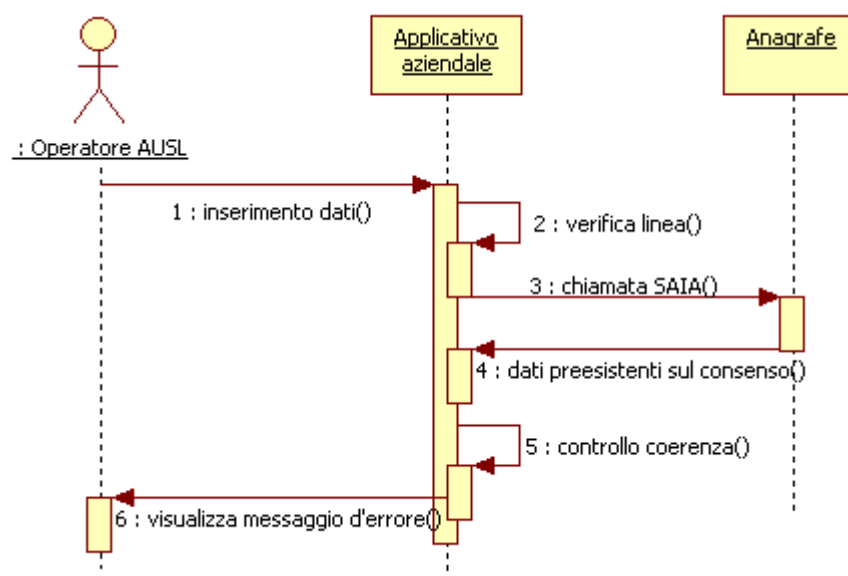 Applicativo
aziendale
Anagrafe
: Operatore AUSL
1 : inserimento dati()
2 : verifica linea()
3 : chiamata SAIA()
4 : dati preesistenti sul consenso()
5 : controllo coerenza()
6 : visualizza messaggio d'errore()